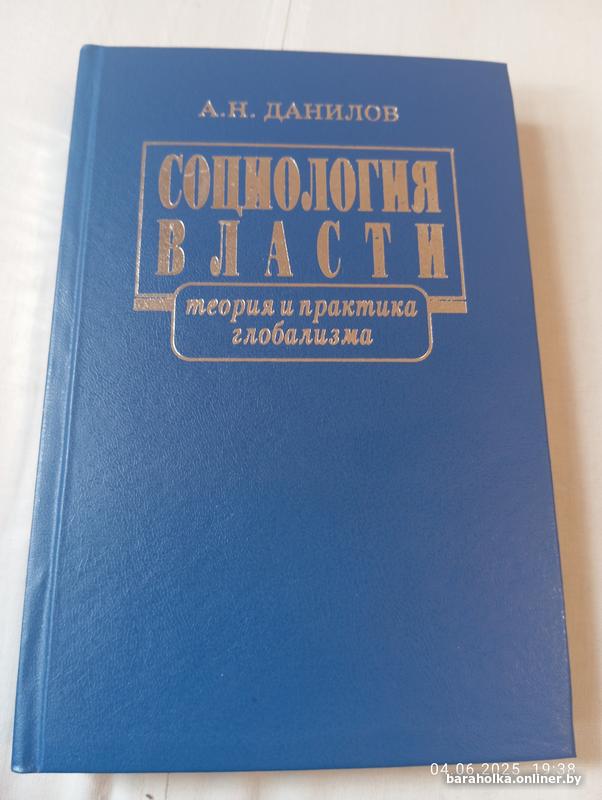 А.Н. ДАНИЛОВ
СОЦИОЛОГИЯ
ВЛАСТИ
теория и практика
глобализма
04.06.2025 19:38
baraholka.onliner.by